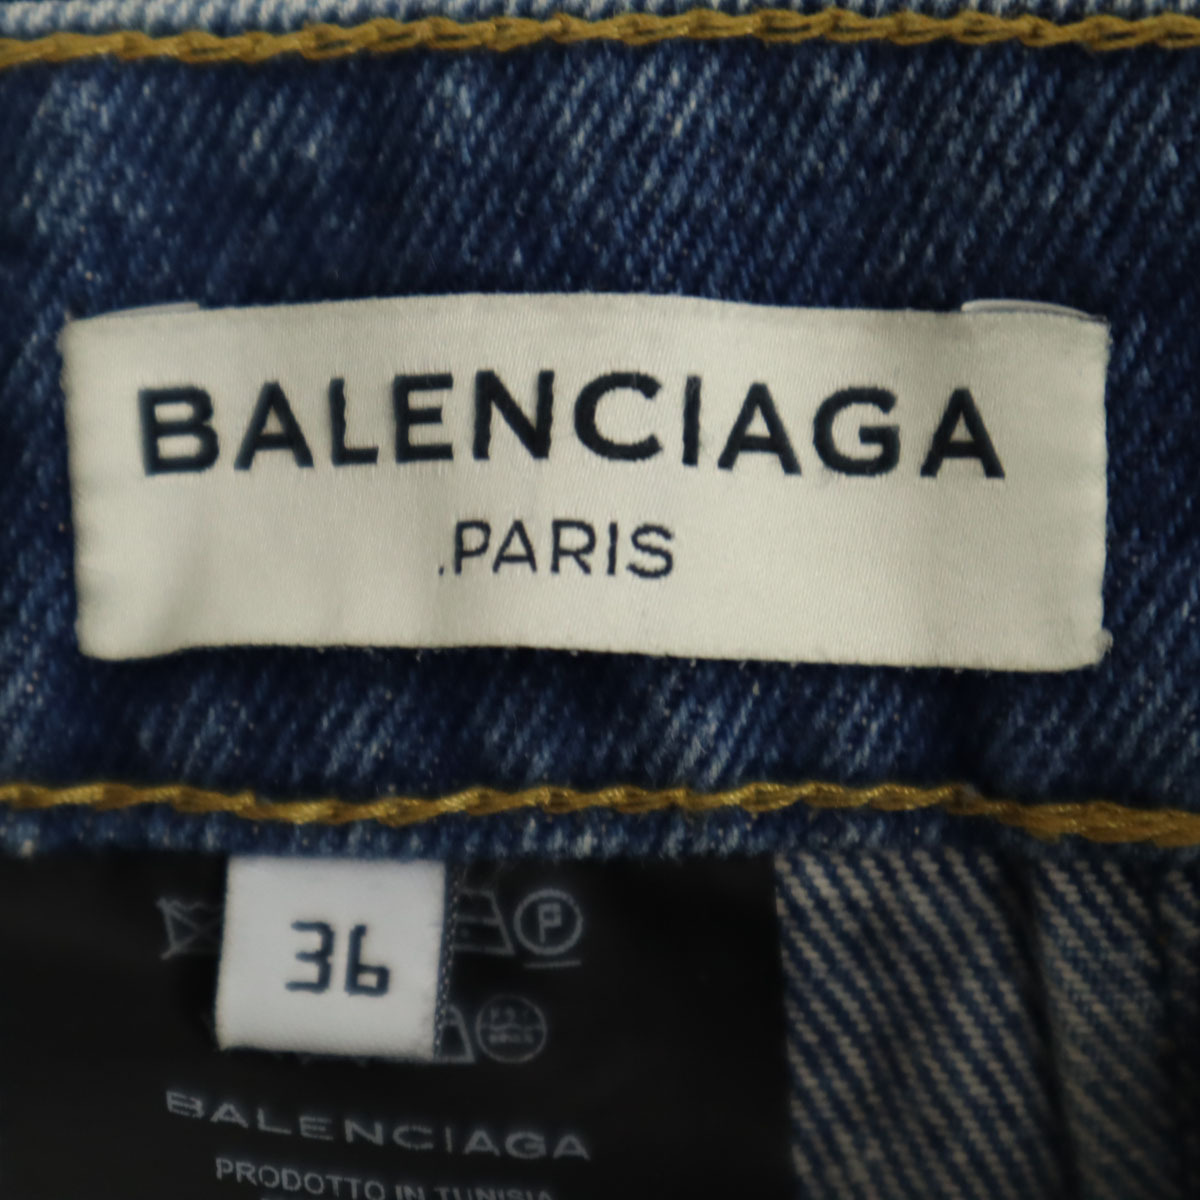 BALENCIAGA
.PARIS
36
P
BALENCIAGA
PRODOTTO IN TUNISIA